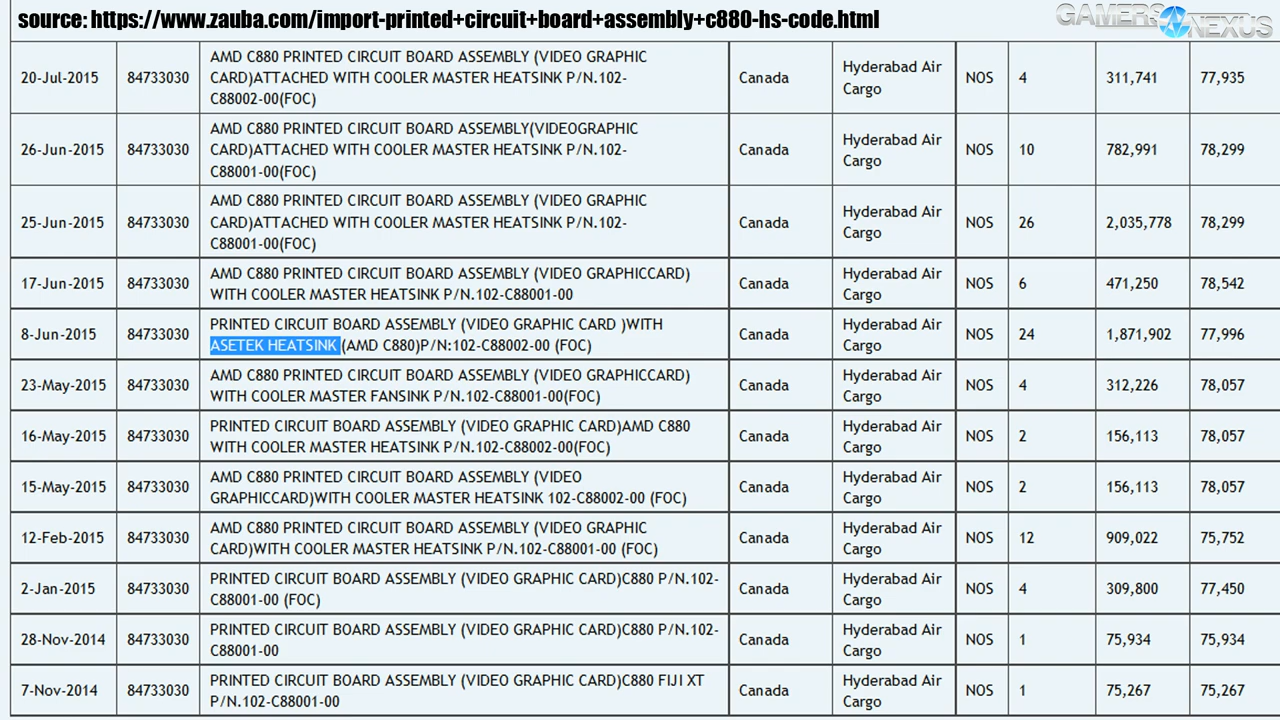 source: https://www.zauba.com/import-printed+circuit+board+assembly+c880-hs-code.html
GAMERS NEXUS
20-Jul-2015 84733030 AMD C880 PRINTED CIRCUIT BOARD ASSEMBLY (VIDEO GRAPHIC Canada Hyderabad Air NOS 4 311,741 77,935
CARD)ATTACHED WITH COOLER MASTER HEATSINK P/N.102- Cargo
C88002-00(FOC)
26-Jun-2015 84733030 AMD C880 PRINTED CIRCUIT BOARD ASSEMBLY(VIDEOGRAPHIC Canada Hyderabad Air NOS 10 782,991 78,299
CARD)ATTACHED WITH COOLER MASTER HEATSINK P/N.102- Cargo
C88001-00(FOC)
25-Jun-2015 84733030 AMD C880 PRINTED CIRCUIT BOARD ASSEMBLY (VIDEO GRAPHIC Canada Hyderabad Air NOS 26 2,035,778 78,299
CARD)ATTACHED WITH COOLER MASTER HEATSINK P/N.102- Cargo
C88001-00(FOC)
17-Jun-2015 84733030 AMD C880 PRINTED CIRCUIT BOARD ASSEMBLY (VIDEO GRAPHICCARD) Canada Hyderabad Air NOS 6 471,250 78,542
WITH COOLER MASTER HEATSINK P/N.102-C88001-00 Cargo
8-Jun-2015 84733030 PRINTED CIRCUIT BOARD ASSEMBLY (VIDEO GRAPHIC CARD )WITH Canada Hyderabad Air NOS 24 1,871,902 77,996
ASETEK HEATSINK (AMD C880)P/N:102-C88002-00 (FOC) Cargo
23-May-2015 84733030 AMD C880 PRINTED CIRCUIT BOARD ASSEMBLY (VIDEO GRAPHICCARD) Canada Hyderabad Air NOS 4 312,226 78,057
WITH COOLER MASTER FANSINK P/N.102-C88001-00(FOC) Cargo
16-May-2015 84733030 PRINTED CIRCUIT BOARD ASSEMBLY (VIDEO GRAPHIC CARD)AMD C880 Canada Hyderabad Air NOS 2 156,113 78,057
WITH COOLER MASTER HEATSINK P/N.102-C88002-00(FOC) Cargo
15-May-2015 84733030 AMD C880 PRINTED CIRCUIT BOARD ASSEMBLY (VIDEO Canada Hyderabad Air NOS 2 156,113 78,057
GRAPHICCARD)WITH COOLER MASTER HEATSINK 102-C88002-00 (FOC) Cargo
12-Feb-2015 84733030 AMD C880 PRINTED CIRCUIT BOARD ASSEMBLY (VIDEO GRAPHIC Canada Hyderabad Air NOS 12 909,022 75,752
CARD)WITH COOLER MASTER HEATSINK P/N.102-C88001-00 (FOC) Cargo
2-Jan-2015 84733030 PRINTED CIRCUIT BOARD ASSEMBLY (VIDEO GRAPHIC CARD)C880 P/N.102- Canada Hyderabad Air NOS 4 309,800 77,450
C88001-00 (FOC) Cargo
28-Nov-2014 84733030 PRINTED CIRCUIT BOARD ASSEMBLY (VIDEO GRAPHIC CARD)C880 P/N.102- Canada Hyderabad Air NOS 1 75,934 75,934
C88001-00 Cargo
7-Nov-2014 84733030 PRINTED CIRCUIT BOARD ASSEMBLY (VIDEO GRAPHIC CARD)C880 FIJI XT Canada Hyderabad Air NOS 1 75,267 75,267
P/N.102-C88001-00 Cargo